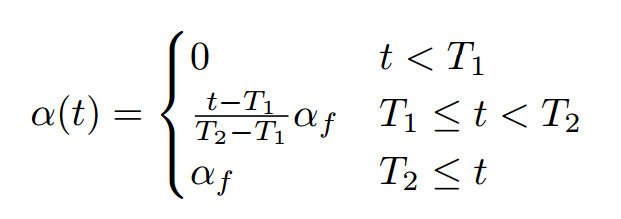 α(t) = { 0    t < T₁
(t−T₁)/(T₂−T₁) α_f    T₁ ≤ t < T₂
α_f    T₂ ≤ t